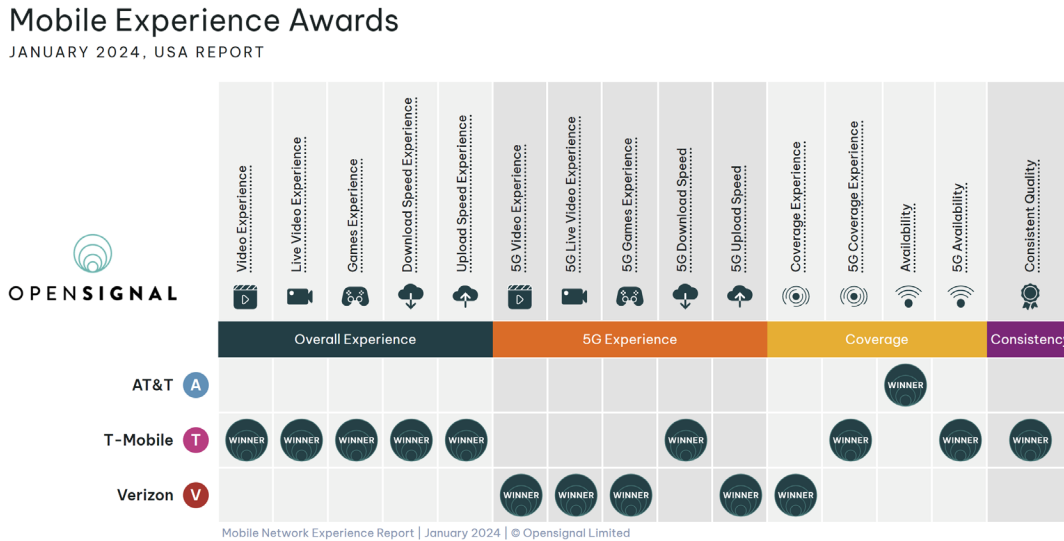 Mobile Experience Awards
JANUARY 2024, USA REPORT
OPENSIGNAL
Video Experience
Live Video Experience
Games Experience
Download Speed Experience
Upload Speed Experience
5G Video Experience
5G Live Video Experience
5G Games Experience
5G Download Speed
5G Upload Speed
Coverage Experience
5G Coverage Experience
Availability
5G Availability
Consistent Quality
Overall Experience
5G Experience
Coverage
Consistency
AT&T A WINNER
T-Mobile T WINNER WINNER WINNER WINNER WINNER WINNER WINNER WINNER WINNER
Verizon V WINNER WINNER WINNER WINNER WINNER
Mobile Network Experience Report | January 2024 | © Opensignal Limited